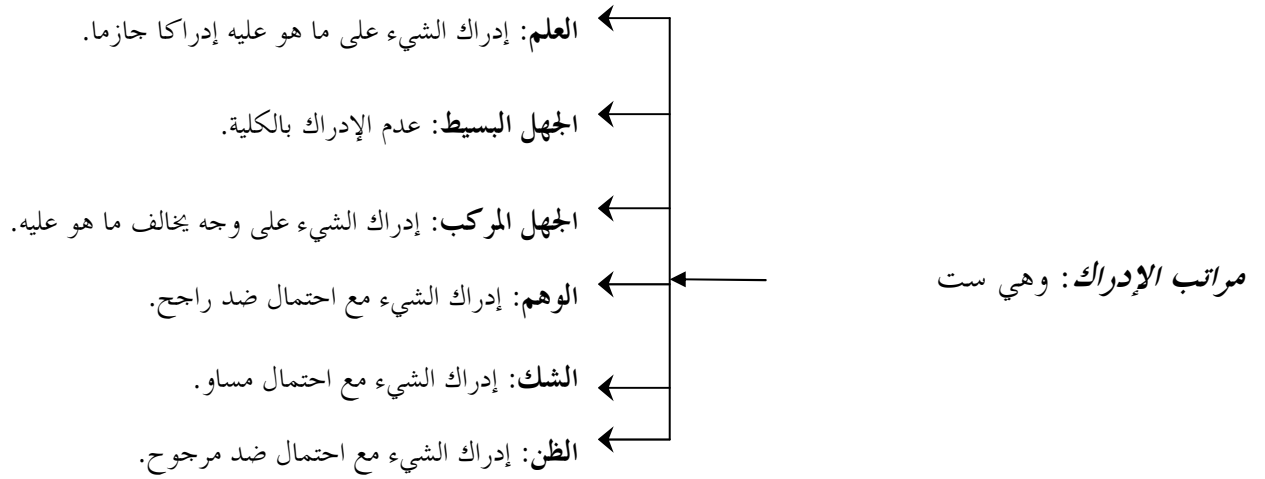 مراتب الإدراك: وهي ست
العلم: إدراك الشيء على ما هو عليه إدراكا جازما.
الجهل البسيط: عدم الإدراك بالكلية.
الجهل المركب: إدراك الشيء على وجه يخالف ما هو عليه.
الوهم: إدراك الشيء مع احتمال ضد راجح.
الشك: إدراك الشيء مع احتمال مساو.
الظن: إدراك الشيء مع احتمال ضد مرجوح.